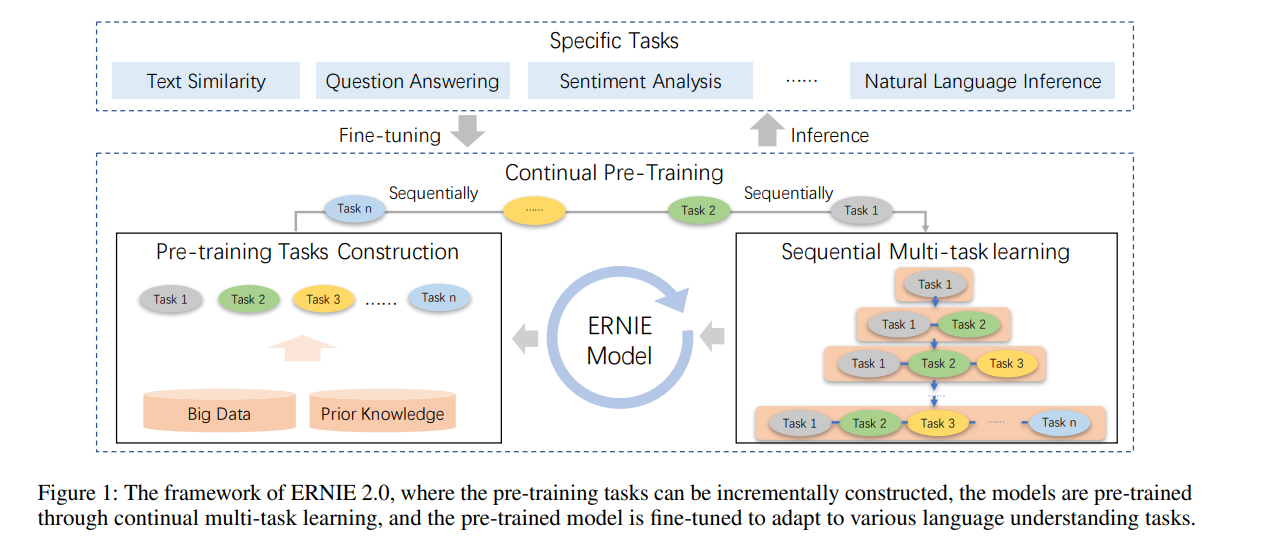 Specific Tasks
Text Similarity
Question Answering
Sentiment Analysis
……
Natural Language Inference
Fine-tuning
Inference
Continual Pre-Training
Sequentially
Sequentially
Task n
……
Task 2
Task 1
Pre-training Tasks Construction
Task 1
Task 2
Task 3
……
Task n
Big Data
Prior Knowledge
ERNIE
Model
Sequential Multi-task learning
Task 1
Task 1
Task 2
Task 1
Task 2
Task 3
……
Task 1
Task 2
Task 3
……
Task n
Figure 1: The framework of ERNIE 2.0, where the pre-training tasks can be incrementally constructed, the models are pre-trained
through continual multi-task learning, and the pre-trained model is fine-tuned to adapt to various language understanding tasks.